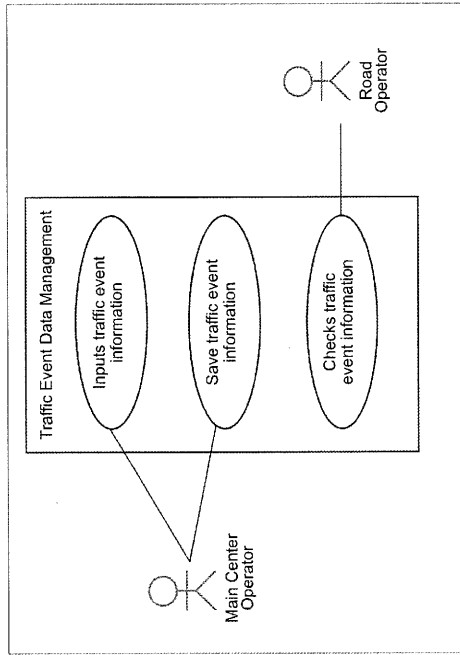 Traffic Event Data Management
Inputs traffic event
information
Save traffic event
information
Checks traffic
event information
Main Center
Operator
Road
Operator